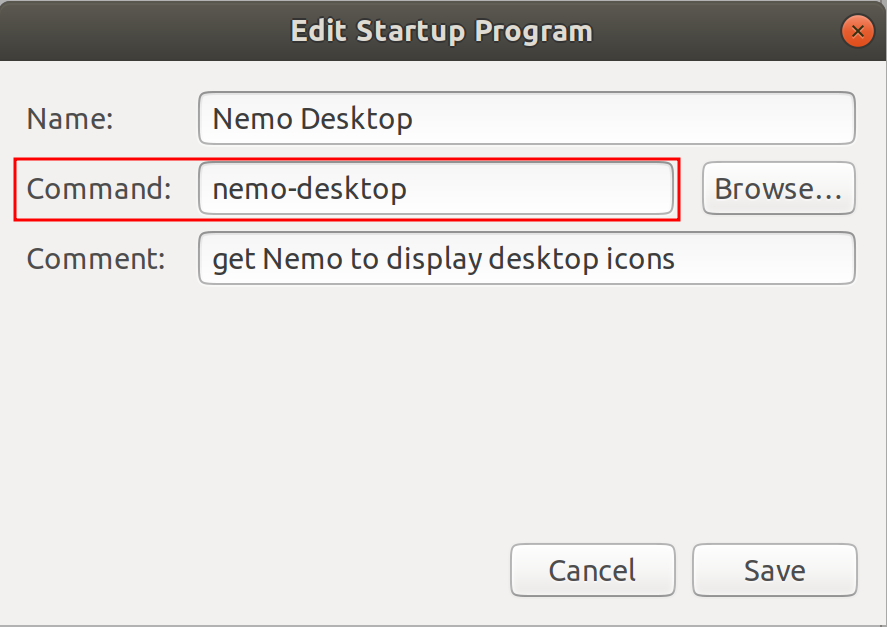 Edit Startup Program
Name: Nemo Desktop
Command: nemo-desktop Browse...
Comment: get Nemo to display desktop icons
Cancel Save